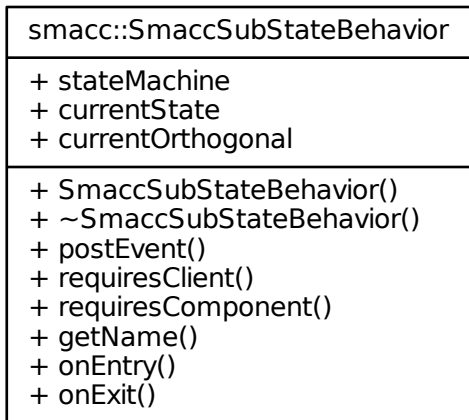 smacc::SmaccSubStateBehavior
+ stateMachine
+ currentState
+ currentOrthogonal
+ SmaccSubStateBehavior()
+ ~SmaccSubStateBehavior()
+ postEvent()
+ requiresClient()
+ requiresComponent()
+ getName()
+ onEntry()
+ onExit()